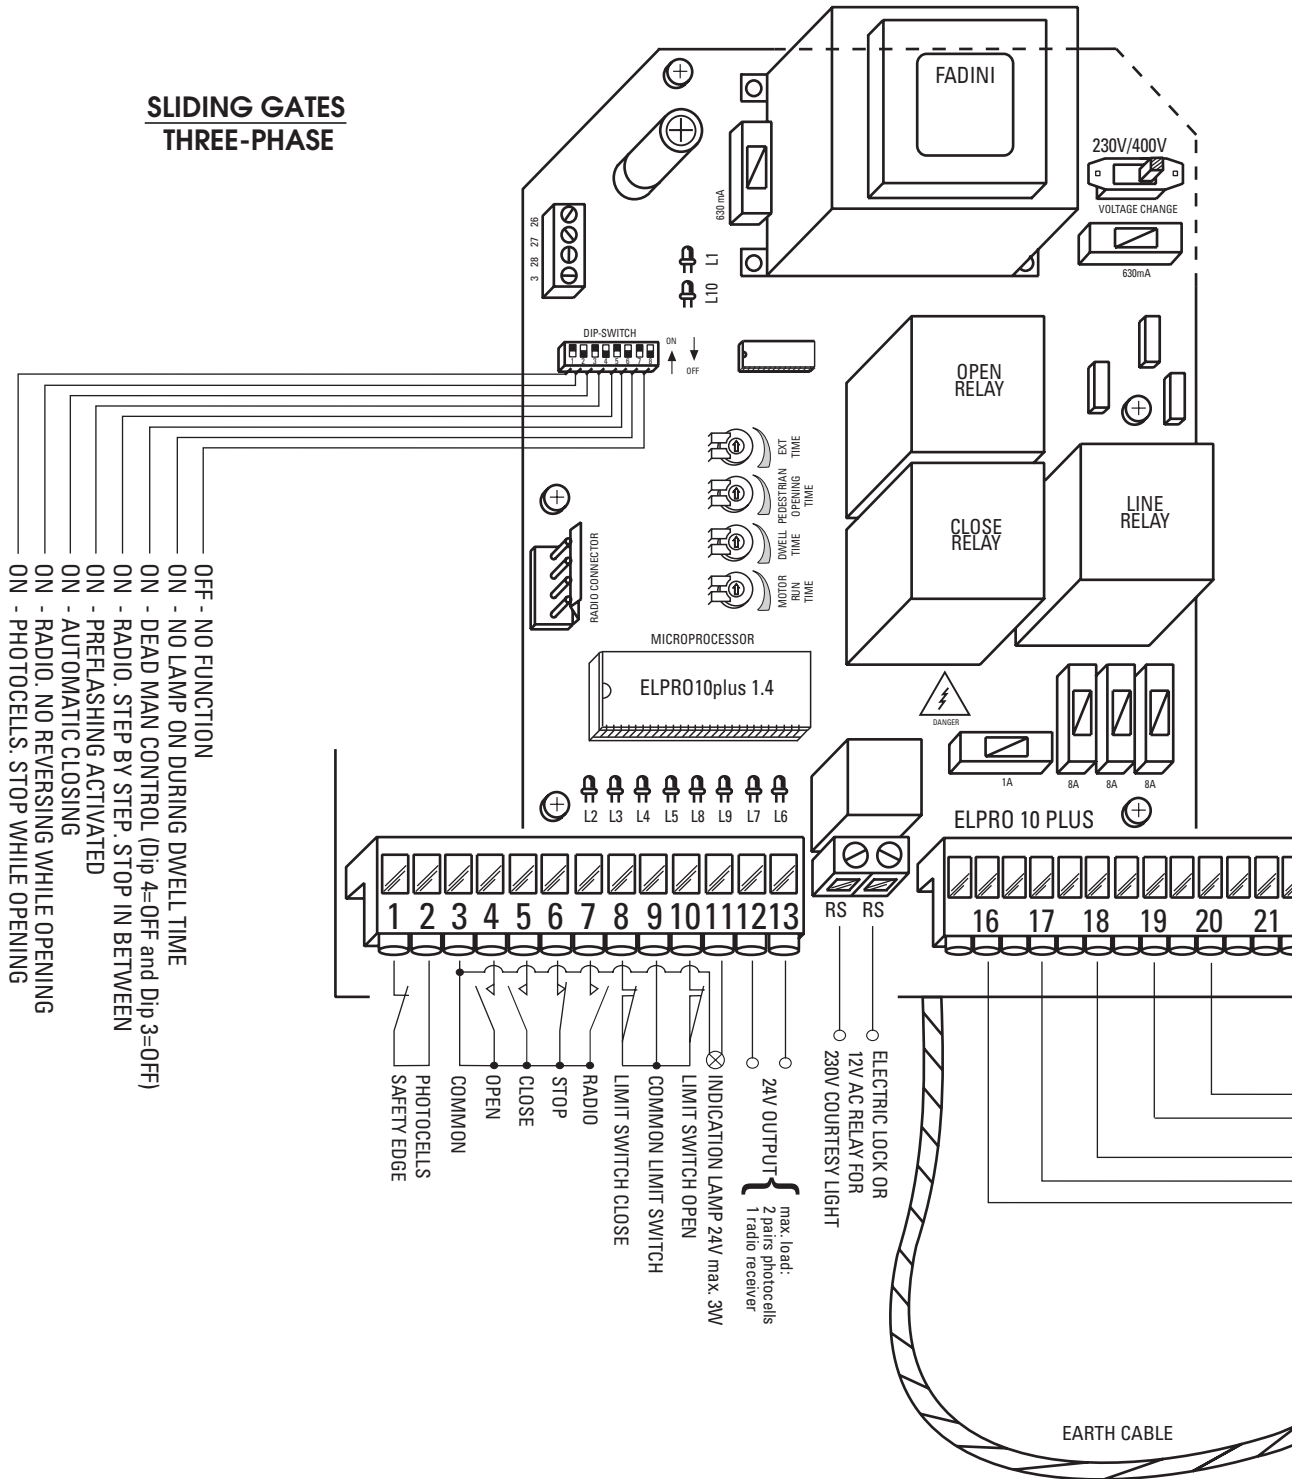 SLIDING GATES
THREE-PHASE
FADINI
230V/400V
VOLTAGE CHANGE
630 mA
630mA
26
27
28
3
L1
L10
DIP-SWITCH
ON
OFF
1 2 3 4 5 6 7 8
OPEN
RELAY
CLOSE
RELAY
LINE
RELAY
EXT
TIME
PEDESTRIAN
OPENING
TIME
DWELL
TIME
MOTOR
RUN
TIME
RADIO CONNECTOR
MICROPROCESSOR
ELPRO10plus 1.4
DANGER
1A
8A
8A
8A
L2 L3 L4 L5 L8 L9 L7 L6
ELPRO 10 PLUS
1 2 3 4 5 6 7 8 9 10 11 12 13
RS RS
16 17 18 19 20 21
OFF - NO FUNCTION
ON - NO LAMP ON DURING DWELL TIME
ON - DEAD MAN CONTROL (Dip 4=OFF and Dip 3=OFF)
ON - RADIO. STEP BY STEP. STOP IN BETWEEN
ON - PREFLASHING ACTIVATED
ON - AUTOMATIC CLOSING
ON - RADIO. NO REVERSING WHILE OPENING
ON - PHOTOCELLS. STOP WHILE OPENING
SAFETY EDGE
PHOTOCELLS
COMMON
OPEN
CLOSE
STOP
RADIO
LIMIT SWITCH CLOSE
COMMON LIMIT SWITCH
LIMIT SWITCH OPEN
INDICATION LAMP 24V max. 3W
24V OUTPUT
max. load:
2 pairs photocells
1 radio receiver
ELECTRIC LOCK OR
12V AC RELAY FOR
230V COURTESY LIGHT
EARTH CABLE